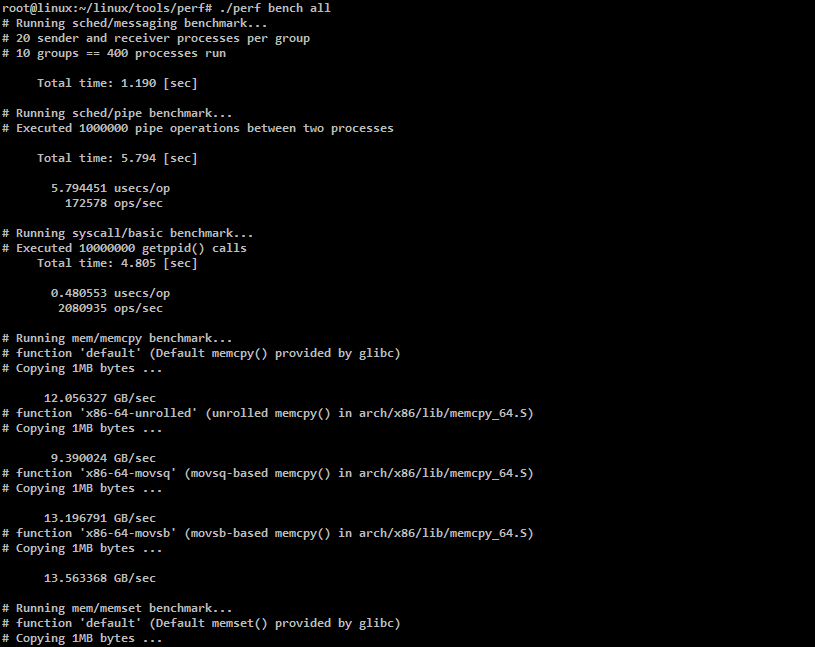 root@linux:~/linux/tools/perf# ./perf bench all
# Running sched/messaging benchmark...
# 20 sender and receiver processes per group
# 10 groups == 400 processes run
Total time: 1.190 [sec]
# Running sched/pipe benchmark...
# Executed 1000000 pipe operations between two processes
Total time: 5.794 [sec]
5.794451 usecs/op
172578 ops/sec
# Running syscall/basic benchmark...
# Executed 10000000 getppid() calls
Total time: 4.805 [sec]
0.480553 usecs/op
2080935 ops/sec
# Running mem/memcpy benchmark...
# function 'default' (Default memcpy() provided by glibc)
# Copying 1MB bytes ...
12.056327 GB/sec
# function 'x86-64-unrolled' (unrolled memcpy() in arch/x86/lib/memcpy_64.S)
# Copying 1MB bytes ...
9.390024 GB/sec
# function 'x86-64-movsq' (movsq-based memcpy() in arch/x86/lib/memcpy_64.S)
# Copying 1MB bytes ...
13.196791 GB/sec
# function 'x86-64-movsb' (movsb-based memcpy() in arch/x86/lib/memcpy_64.S)
# Copying 1MB bytes ...
13.563368 GB/sec
# Running mem/memset benchmark...
# function 'default' (Default memset() provided by glibc)
# Copying 1MB bytes ...